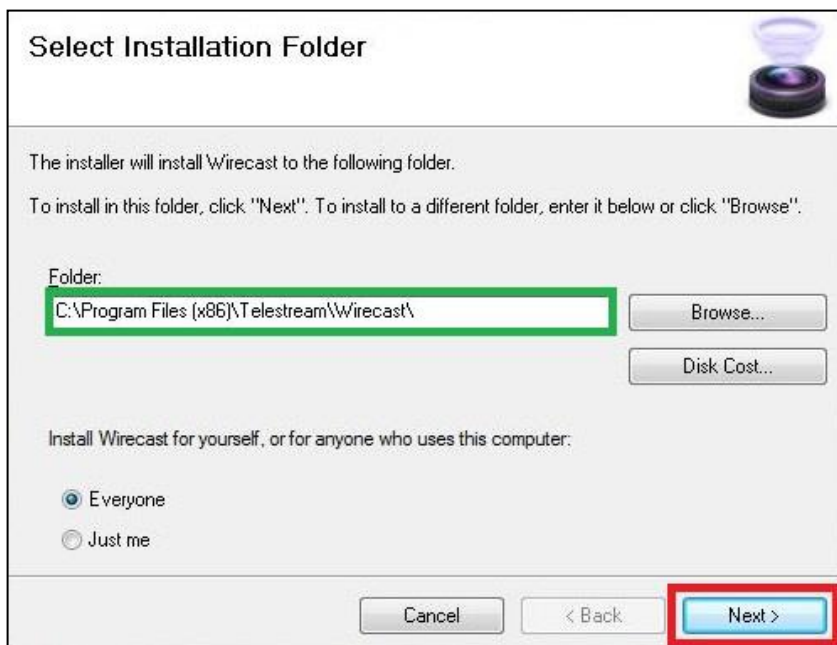 Select Installation Folder
The installer will install Wirecast to the following folder.
To install in this folder, click "Next". To install to a different folder, enter it below or click "Browse".
Folder:
C:\Program Files (x86)\Telestream\Wirecast\
Browse...
Disk Cost...
Install Wirecast for yourself, or for anyone who uses this computer:
Everyone
Just me
Cancel
< Back
Next >